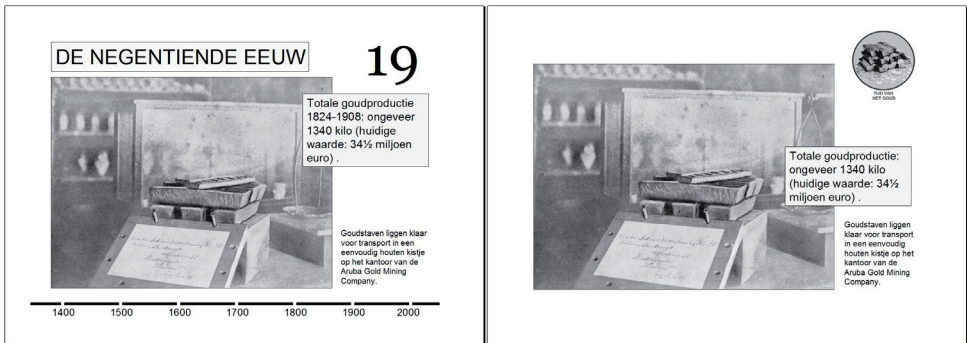 DE NEGENTIENDE EEUW
19
Totale goudproductie
1824-1908: ongeveer
1340 kilo (huidige
waarde: 34½ miljoen
euro) .
Goudstaven liggen klaar
voor transport in een
eenvoudig houten kistje
op het kantoor van de
Aruba Gold Mining
Company.
1400 1500 1600 1700 1800 1900 2000
TIJD VAN
HET GOUD
Totale goudproductie:
ongeveer 1340 kilo
(huidige waarde: 34½
miljoen euro) .
Goudstaven liggen
klaar voor transport
in een eenvoudig
houten kistje op het
kantoor van de
Aruba Gold Mining
Company.